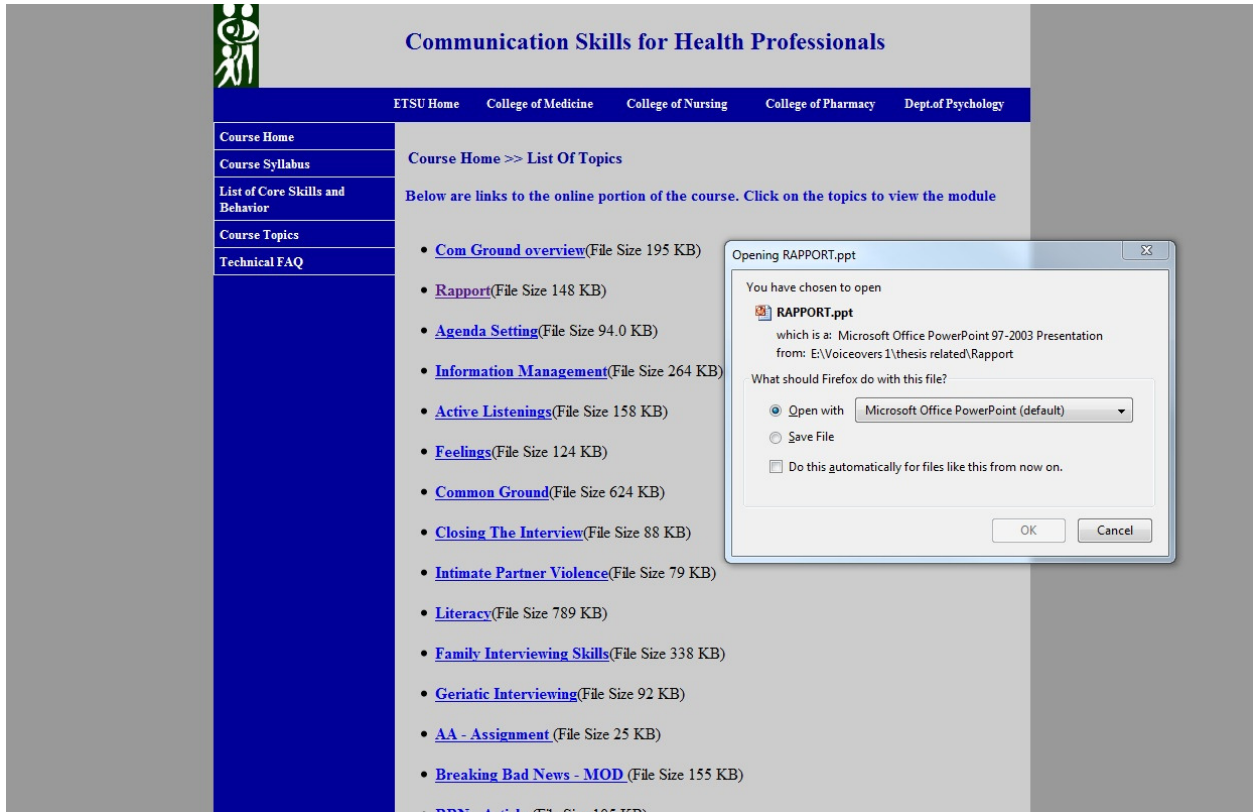 Communication Skills for Health Professionals
ETSU Home College of Medicine College of Nursing College of Pharmacy Dept.of Psychology
Course Home
Course Syllabus
List of Core Skills and
Behavior
Course Topics
Technical FAQ
Course Home >> List Of Topics
Below are links to the online portion of the course. Click on the topics to view the module
• Com Ground overview(File Size 195 KB)
• Rapport(File Size 148 KB)
• Agenda Setting(File Size 94.0 KB)
• Information Management(File Size 264 KB)
• Active Listenings(File Size 158 KB)
• Feelings(File Size 124 KB)
• Common Ground(File Size 624 KB)
• Closing The Interview(File Size 88 KB)
• Intimate Partner Violence(File Size 79 KB)
• Literacy(File Size 789 KB)
• Family Interviewing Skills(File Size 338 KB)
• Geriatic Interviewing(File Size 92 KB)
• AA - Assignment (File Size 25 KB)
• Breaking Bad News - MOD (File Size 155 KB)
Opening RAPPORT.ppt
You have chosen to open
RAPPORT.ppt
which is a: Microsoft Office PowerPoint 97-2003 Presentation
from: E:\Voiceovers 1\thesis related\Rapport
What should Firefox do with this file?
Open with Microsoft Office PowerPoint (default)
Save File
Do this automatically for files like this from now on.
OK Cancel